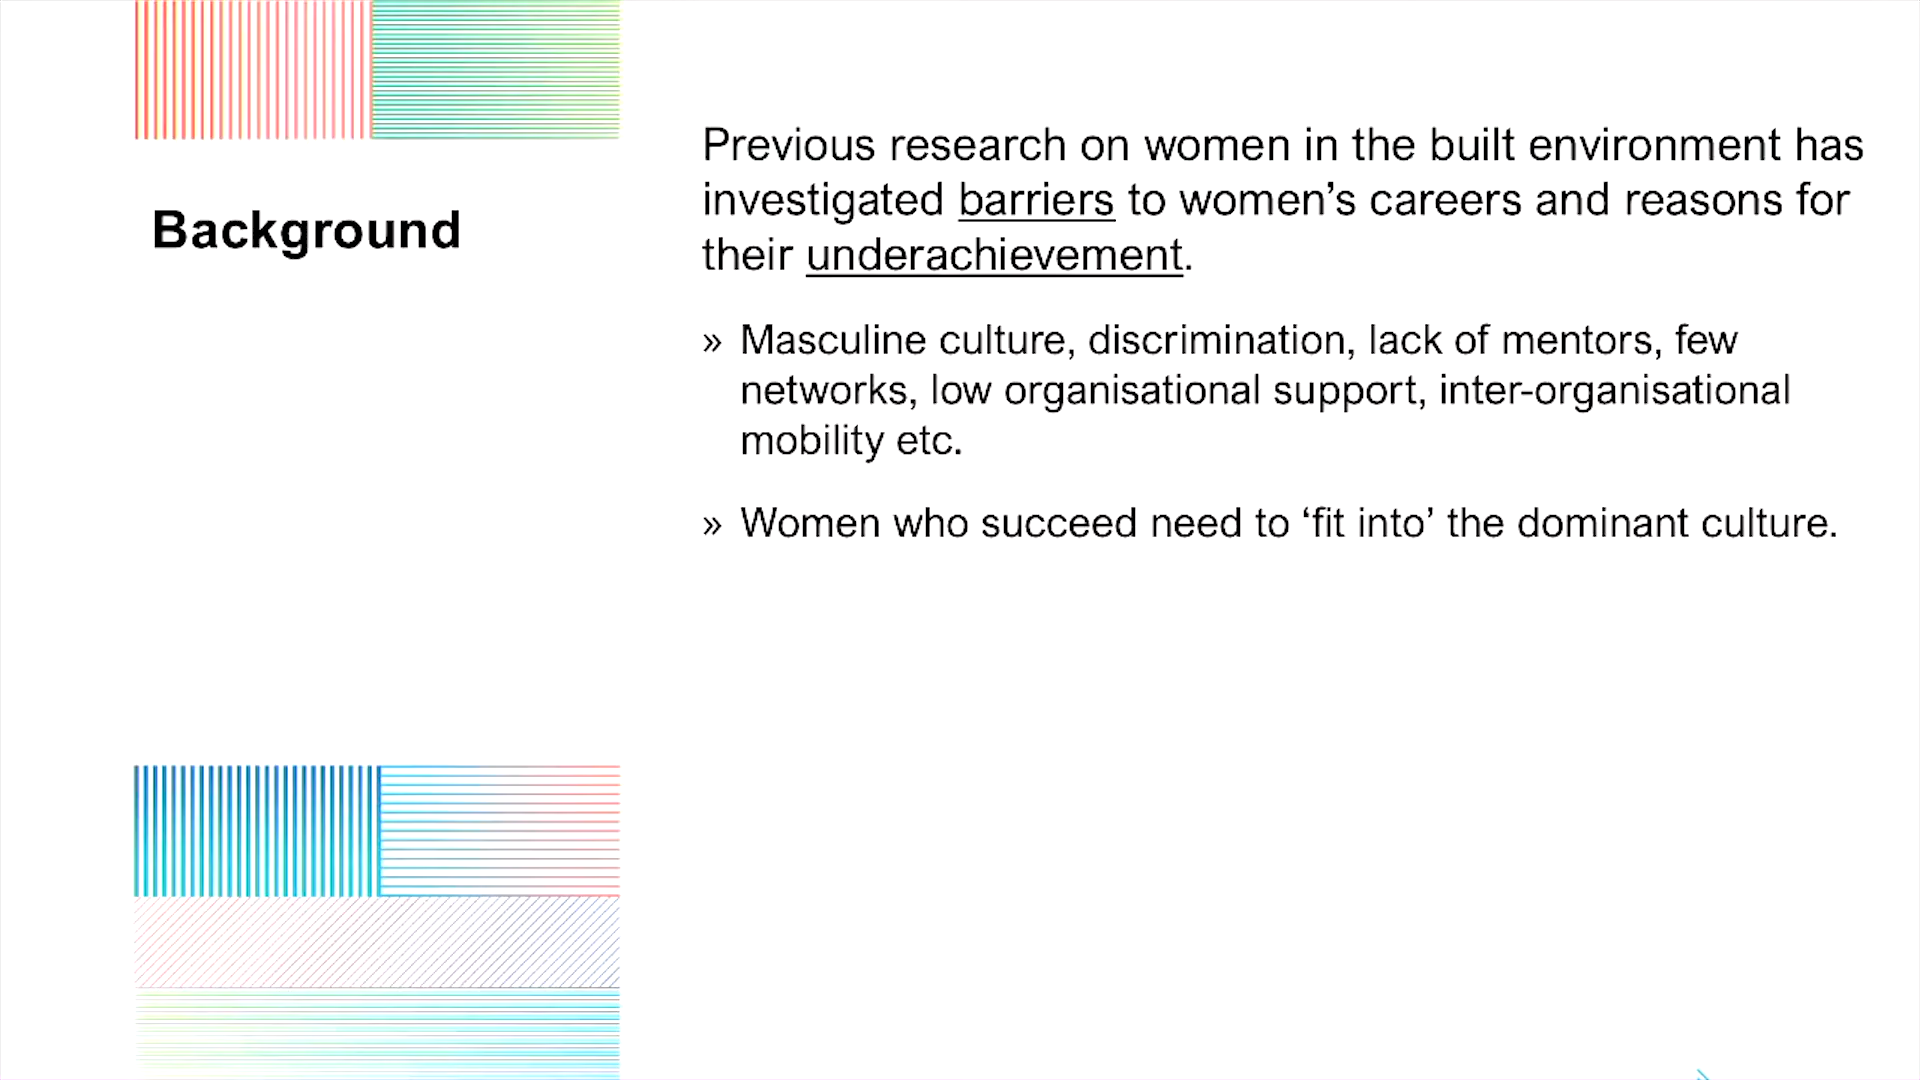 Background
Previous research on women in the built environment has
investigated barriers to women’s careers and reasons for
their underachievement.
» Masculine culture, discrimination, lack of mentors, few
networks, low organisational support, inter-organisational
mobility etc.
» Women who succeed need to ‘fit into’ the dominant culture.